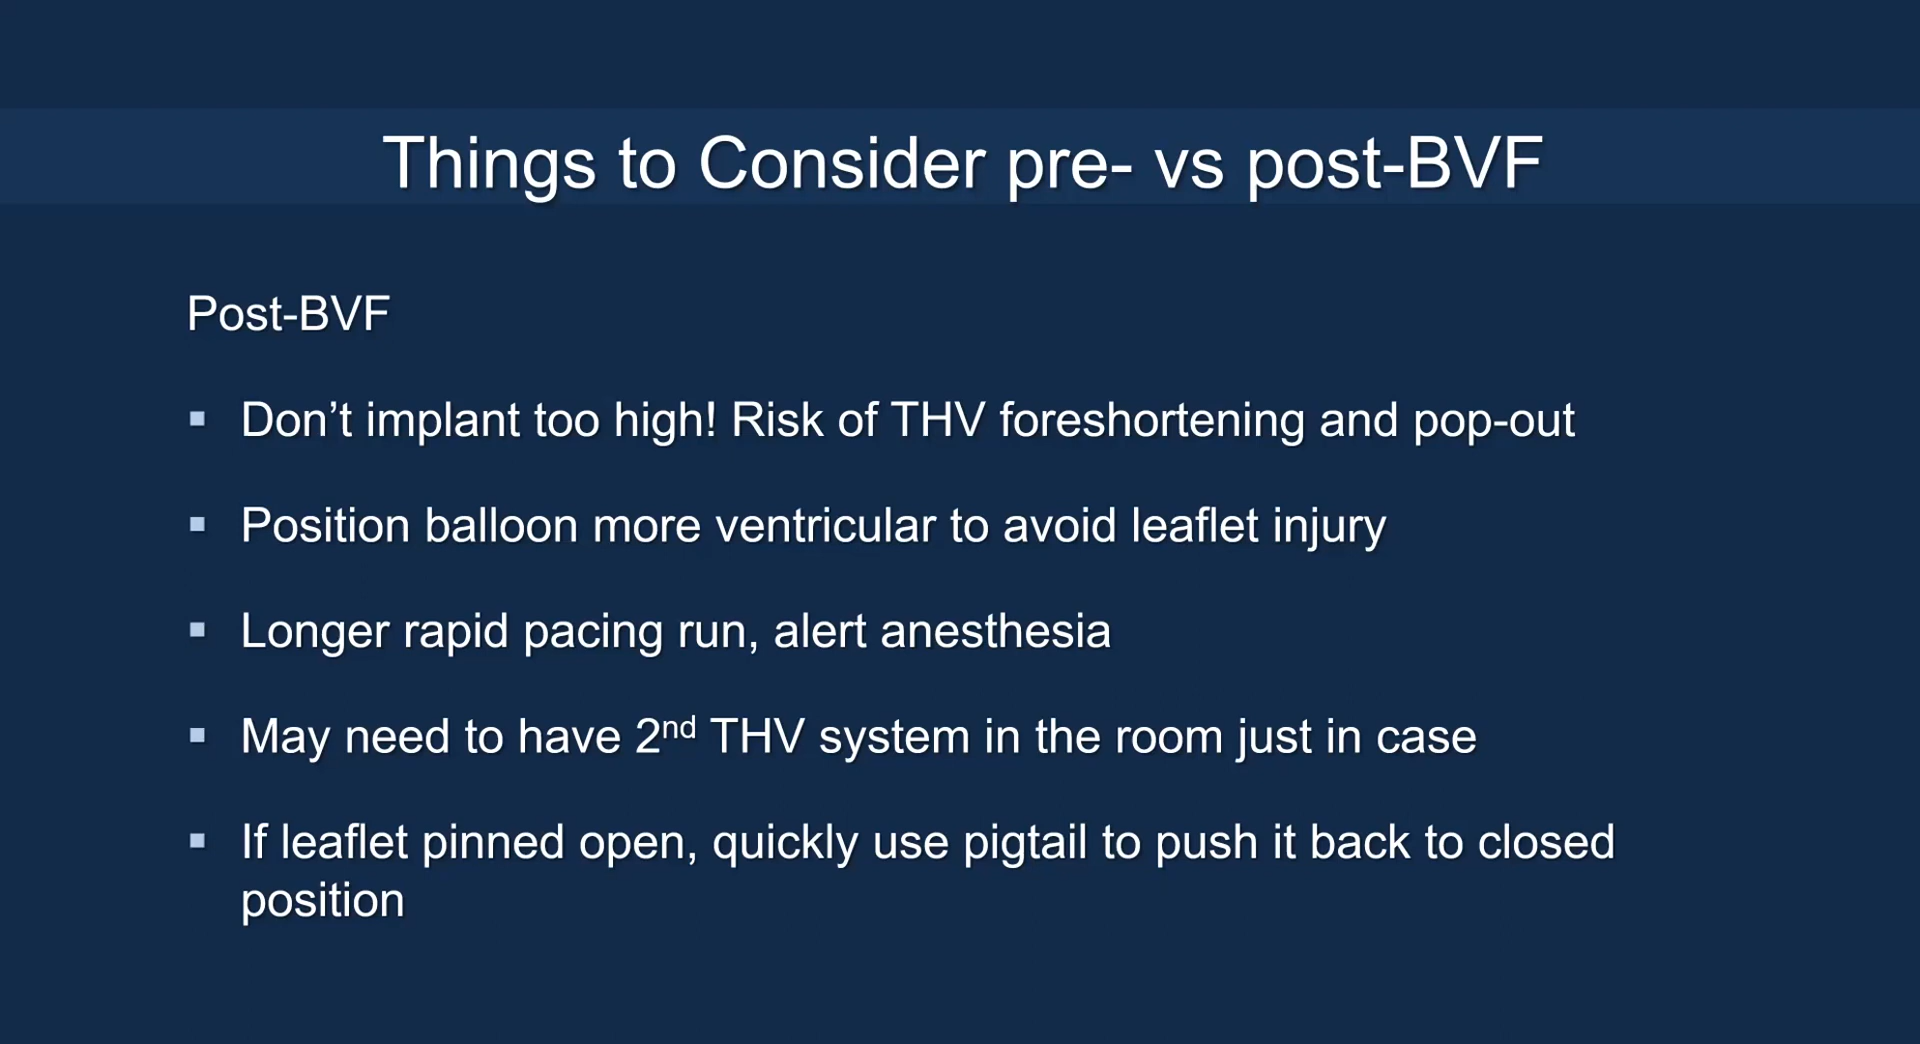 Things to Consider pre- vs post-BVF
Post-BVF
▪ Don’t implant too high! Risk of THV foreshortening and pop-out
▪ Position balloon more ventricular to avoid leaflet injury
▪ Longer rapid pacing run, alert anesthesia
▪ May need to have 2nd THV system in the room just in case
▪ If leaflet pinned open, quickly use pigtail to push it back to closed
position